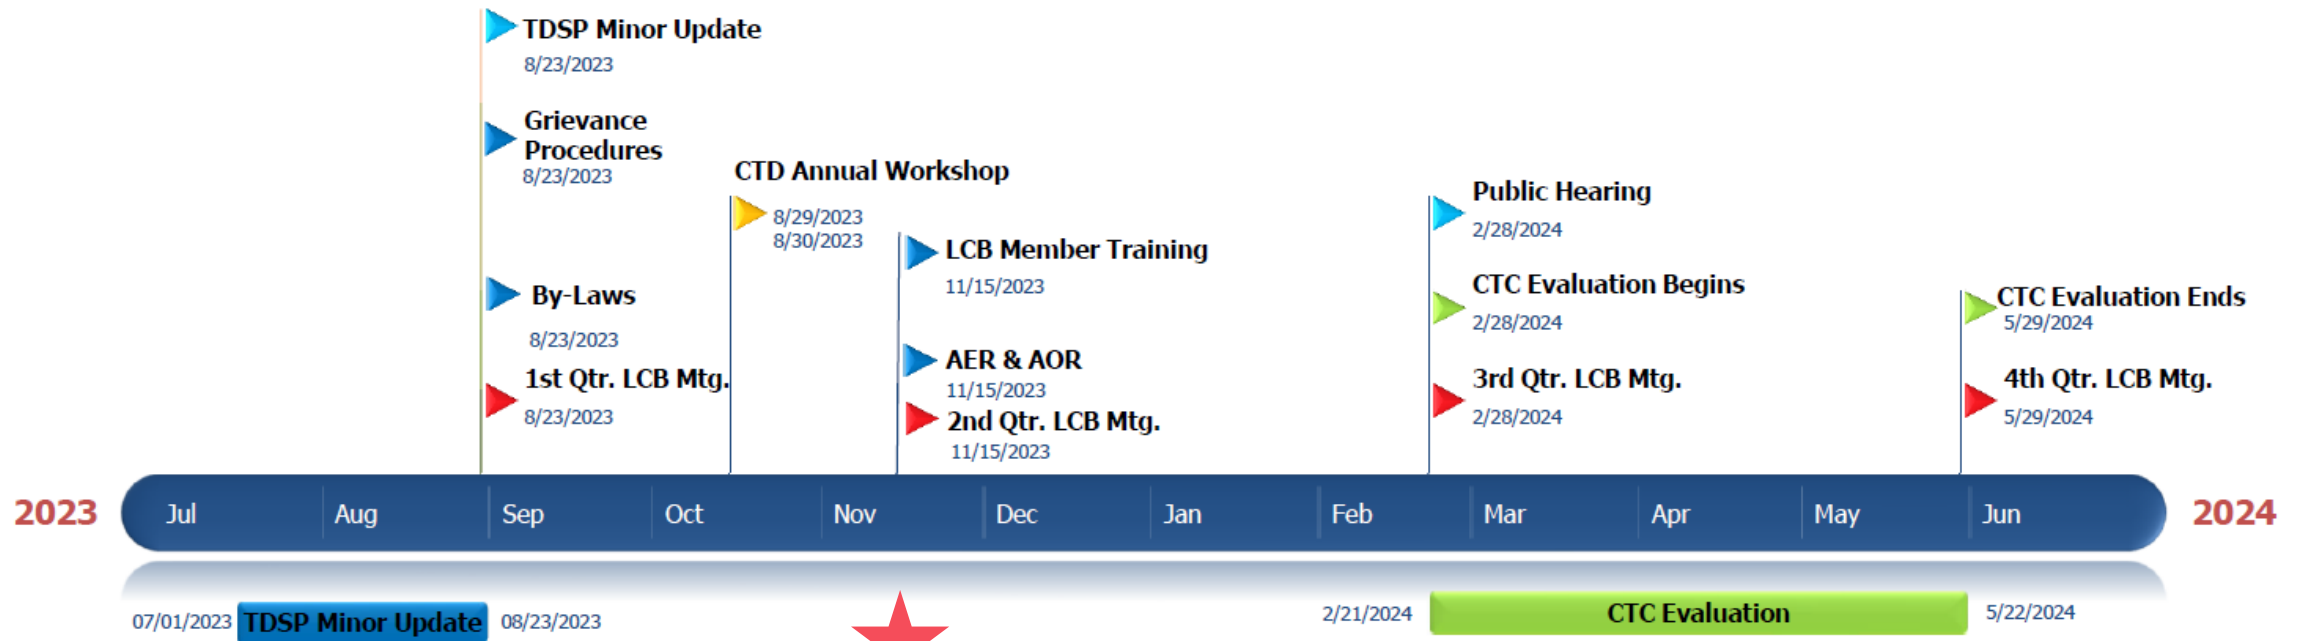 TDSP Minor Update
8/23/2023
Grievance
Procedures
8/23/2023
By-Laws
8/23/2023
1st Qtr. LCB Mtg.
8/23/2023
CTD Annual Workshop
8/29/2023
8/30/2023
LCB Member Training
11/15/2023
AER & AOR
11/15/2023
2nd Qtr. LCB Mtg.
11/15/2023
Public Hearing
2/28/2024
CTC Evaluation Begins
2/28/2024
3rd Qtr. LCB Mtg.
2/28/2024
CTC Evaluation Ends
5/29/2024
4th Qtr. LCB Mtg.
5/29/2024
2023 Jul Aug Sep Oct Nov Dec Jan Feb Mar Apr May Jun 2024
07/01/2023 TDSP Minor Update 08/23/2023
2/21/2024 CTC Evaluation 5/22/2024